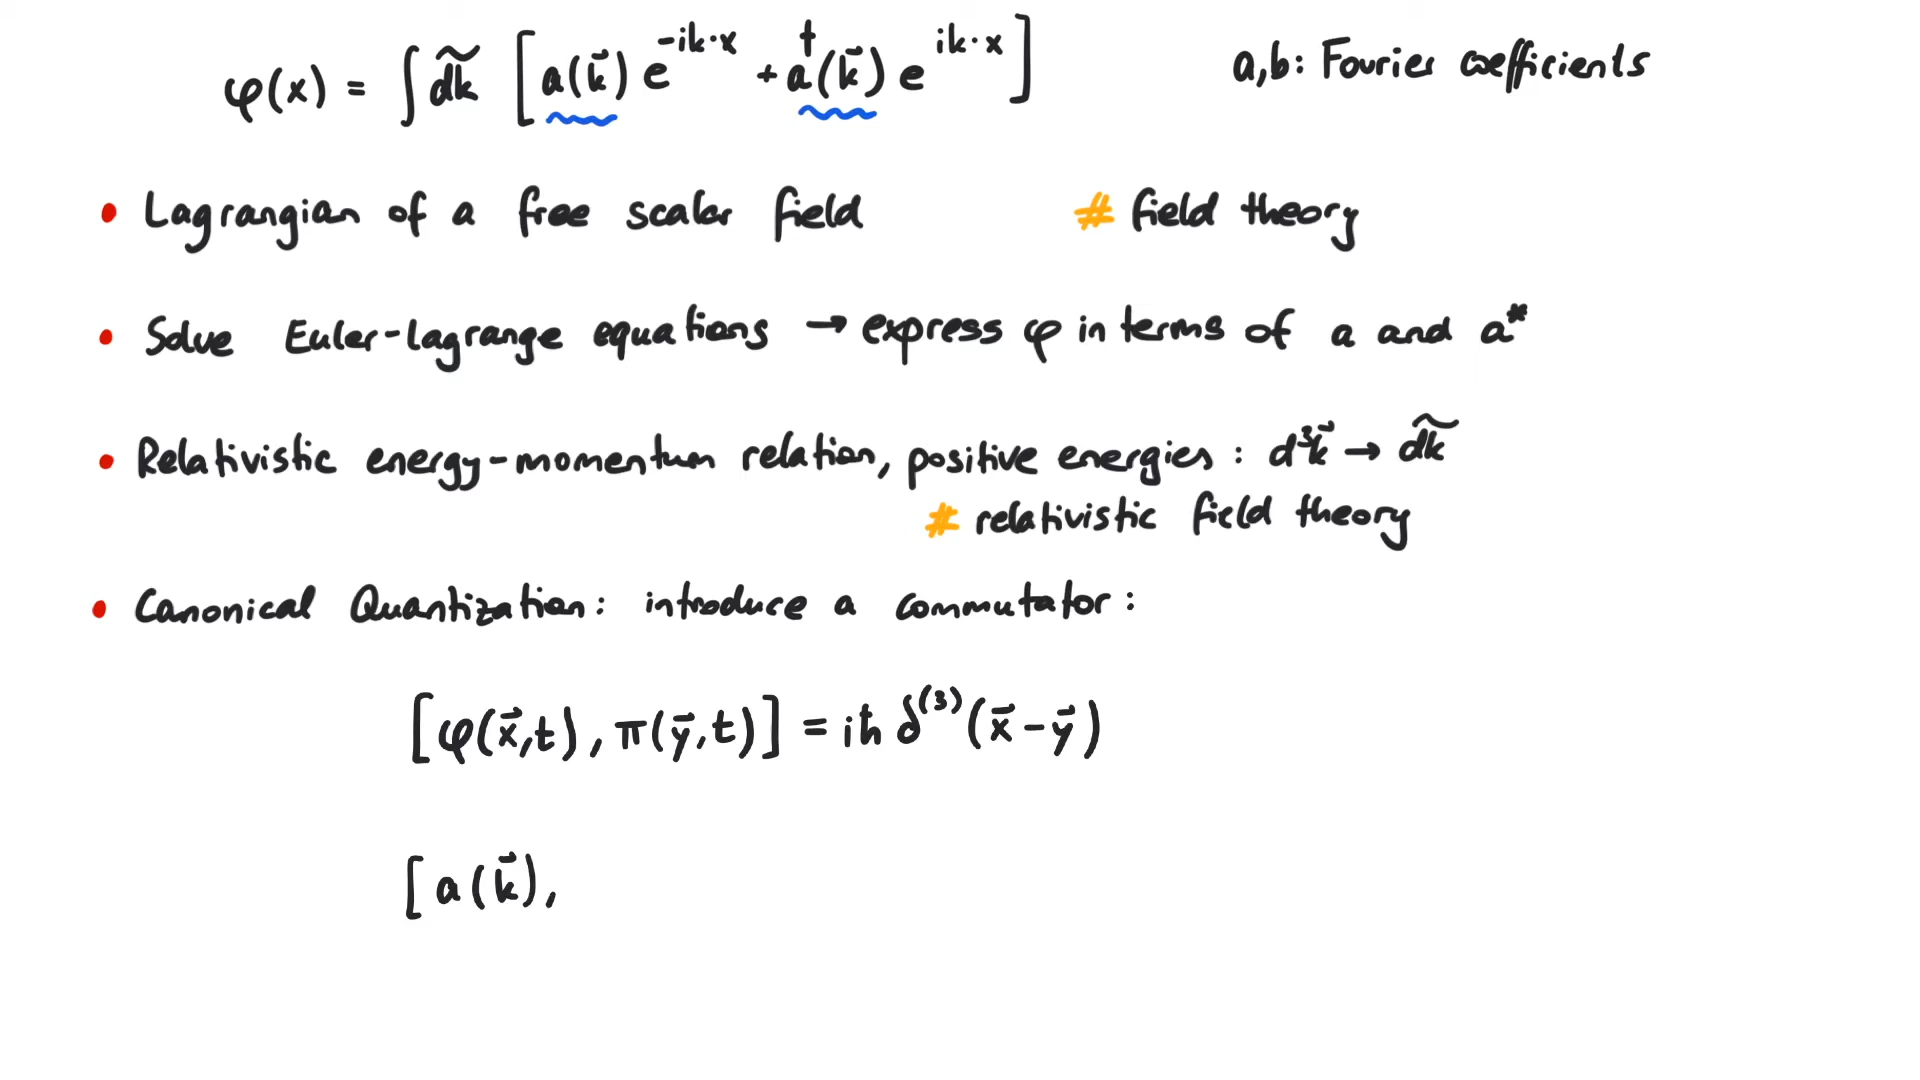 φ(x) = ∫ d̃k [a(k⃗) e^{-ik·x} + a†(k⃗) e^{ik·x}] a,b: Fourier coefficients
• Lagrangian of a free scalar field # field theory
• Solve Euler-Lagrange equations → express φ in terms of a and a*
• Relativistic energy-momentum relation, positive energies: d³k⃗ → d̃k
# relativistic field theory
• Canonical Quantization: introduce a commutator:
[φ(x⃗,t), π(y⃗,t)] = iħ δ^{(3)}(x⃗-y⃗)
[a(k⃗),